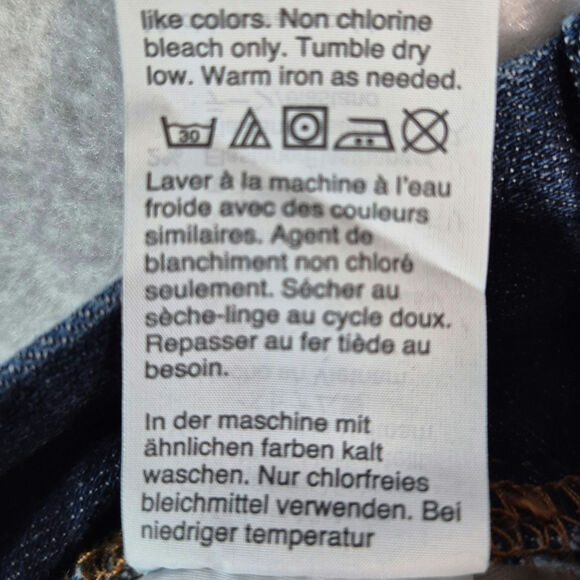 like colors. Non chlorine
bleach only. Tumble dry
low. Warm iron as needed.
30
Laver à la machine à l'eau
froide avec des couleurs
similaires. Agent de
blanchiment non chloré
seulement. Sécher au
sèche-linge au cycle doux.
Repasser au fer tiède au
besoin.
In der maschine mit
ähnlichen farben kalt
waschen. Nur chlorfreies
bleichmittel verwenden. Bei
niedriger temperatur